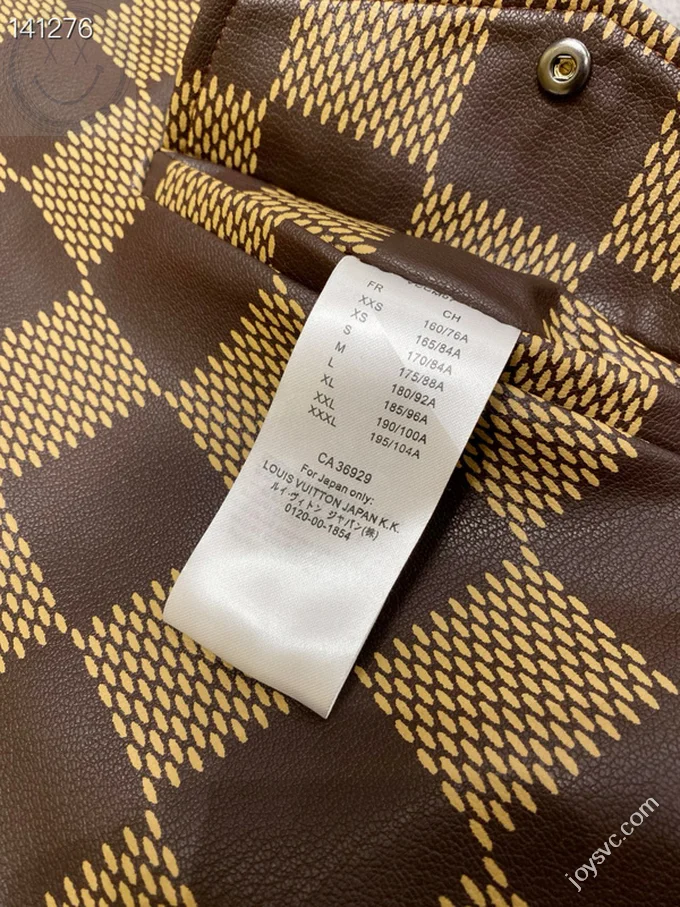 141276
FR CH
XXS 160/76A
XS 165/84A
S 170/84A
M 175/88A
L 180/92A
XL 185/96A
XXL 190/100A
XXXL 195/104A
CA 36929
For Japan only:
LOUIS VUITTON JAPAN K.K.
ルイ·ヴィトン ジャパン(株)
0120-00-1854
joysvc.com